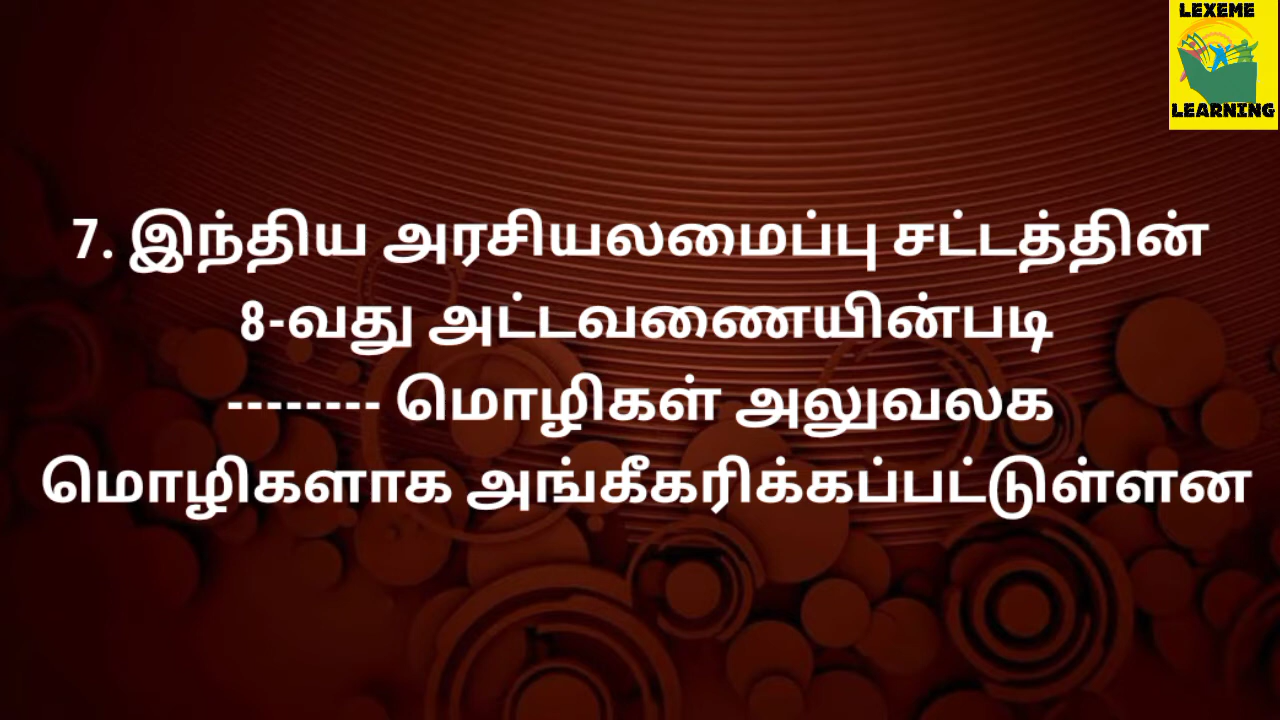 LEXEME
LEARNING
7. இந்திய அரசியலமைப்பு சட்டத்தின்
8-வது அட்டவணையின்படி
-------- மொழிகள் அலுவலக
மொழிகளாக அங்கீகரிக்கப்பட்டுள்ளன